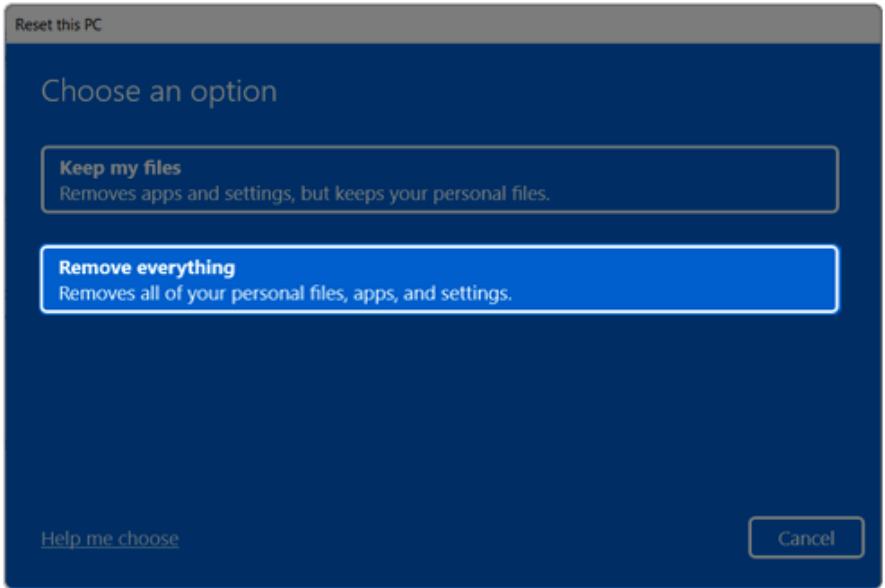 Reset this PC
Choose an option
Keep my files
Removes apps and settings, but keeps your personal files.
Remove everything
Removes all of your personal files, apps, and settings.
Help me choose
Cancel